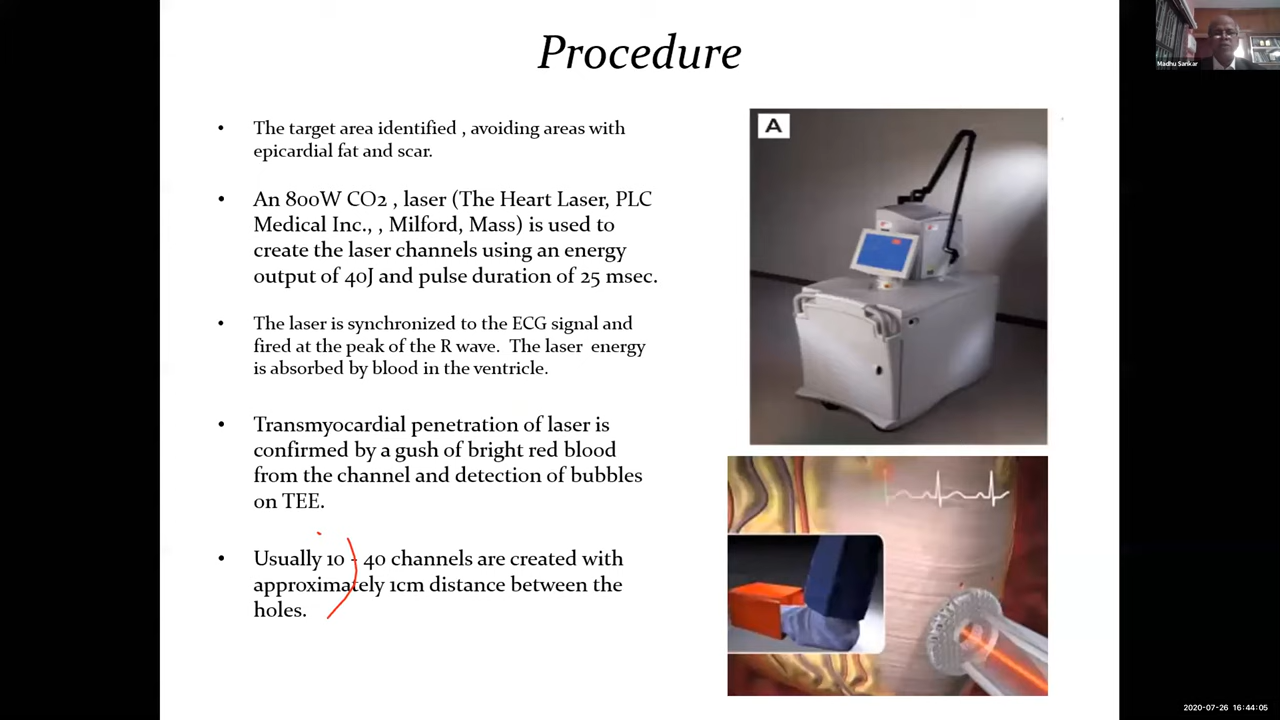 Procedure
Madhu Sankar
• The target area identified , avoiding areas with
epicardial fat and scar.
• An 800W CO2 , laser (The Heart Laser, PLC
Medical Inc., , Milford, Mass) is used to
create the laser channels using an energy
output of 40J and pulse duration of 25 msec.
• The laser is synchronized to the ECG signal and
fired at the peak of the R wave. The laser energy
is absorbed by blood in the ventricle.
• Transmyocardial penetration of laser is
confirmed by a gush of bright red blood
from the channel and detection of bubbles
on TEE.
• Usually 10 - 40 channels are created with
approximately 1cm distance between the
holes.
A
2020-07-26 16:44:05